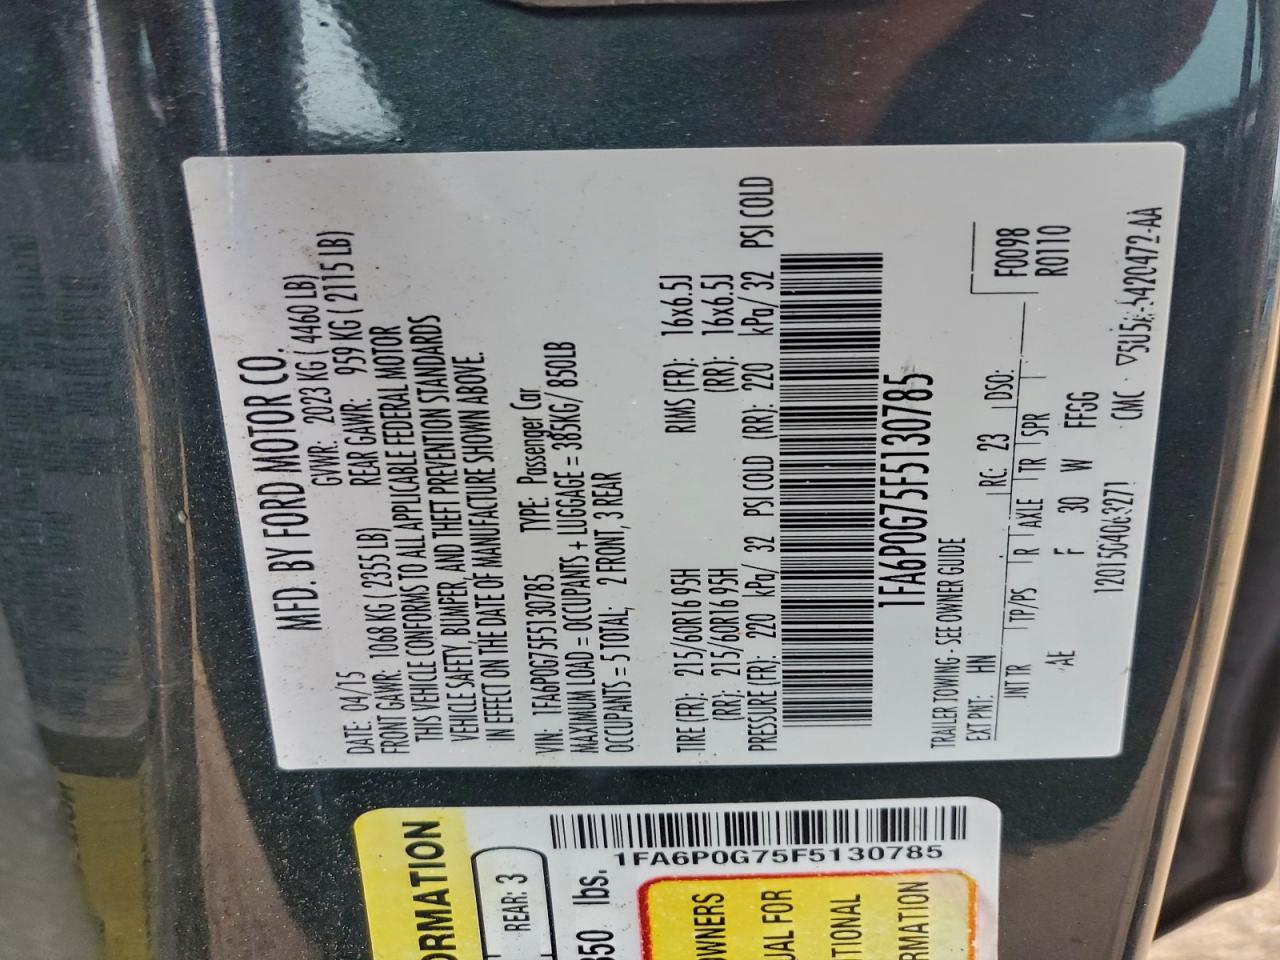 MFD. BY FORD MOTOR CO.
DATE: 04/15 GVWR: 2023 KG ( 4460 LB)
FRONT GAWR: 1068 KG ( 2355 LB) REAR GAWR: 959 KG ( 2115 LB)
THIS VEHICLE CONFORMS TO ALL APPLICABLE FEDERAL MOTOR
VEHICLE SAFETY, BUMPER, AND THEFT PREVENTION STANDARDS
IN EFFECT ON THE DATE OF MANUFACTURE SHOWN ABOVE.
VIN: 1FA6P0G75F5130785 TYPE: Passenger Car
MAXIMUM LOAD = OCCUPANTS + LUGGAGE = 385KG/ 850LB
OCCUPANTS = 5 TOTAL; 2 FRONT, 3 REAR
TIRE (FR): 215/60R16 95H RIMS (FR): 16x6.5J
(RR): 215/60R16 95H (RR): 16x6.5J
PRESSURE (FR): 220 kPa/ 32 PSI COLD (RR): 220 kPa/ 32 PSI COLD
1FA6P0G75F5130785
TRAILER TOWING - SEE OWNER GUIDE
EXT PNT: HN RC: 23 DSO: F0098
INT TR TP/PS R AXLE TR SPR R0110
AE F 30 W FFGG
CMC
ORMATION
REAR: 3
1FA6P0G75F5130785
850 lbs.
OWNERS
UAL FOR
TIONAL
RMATION